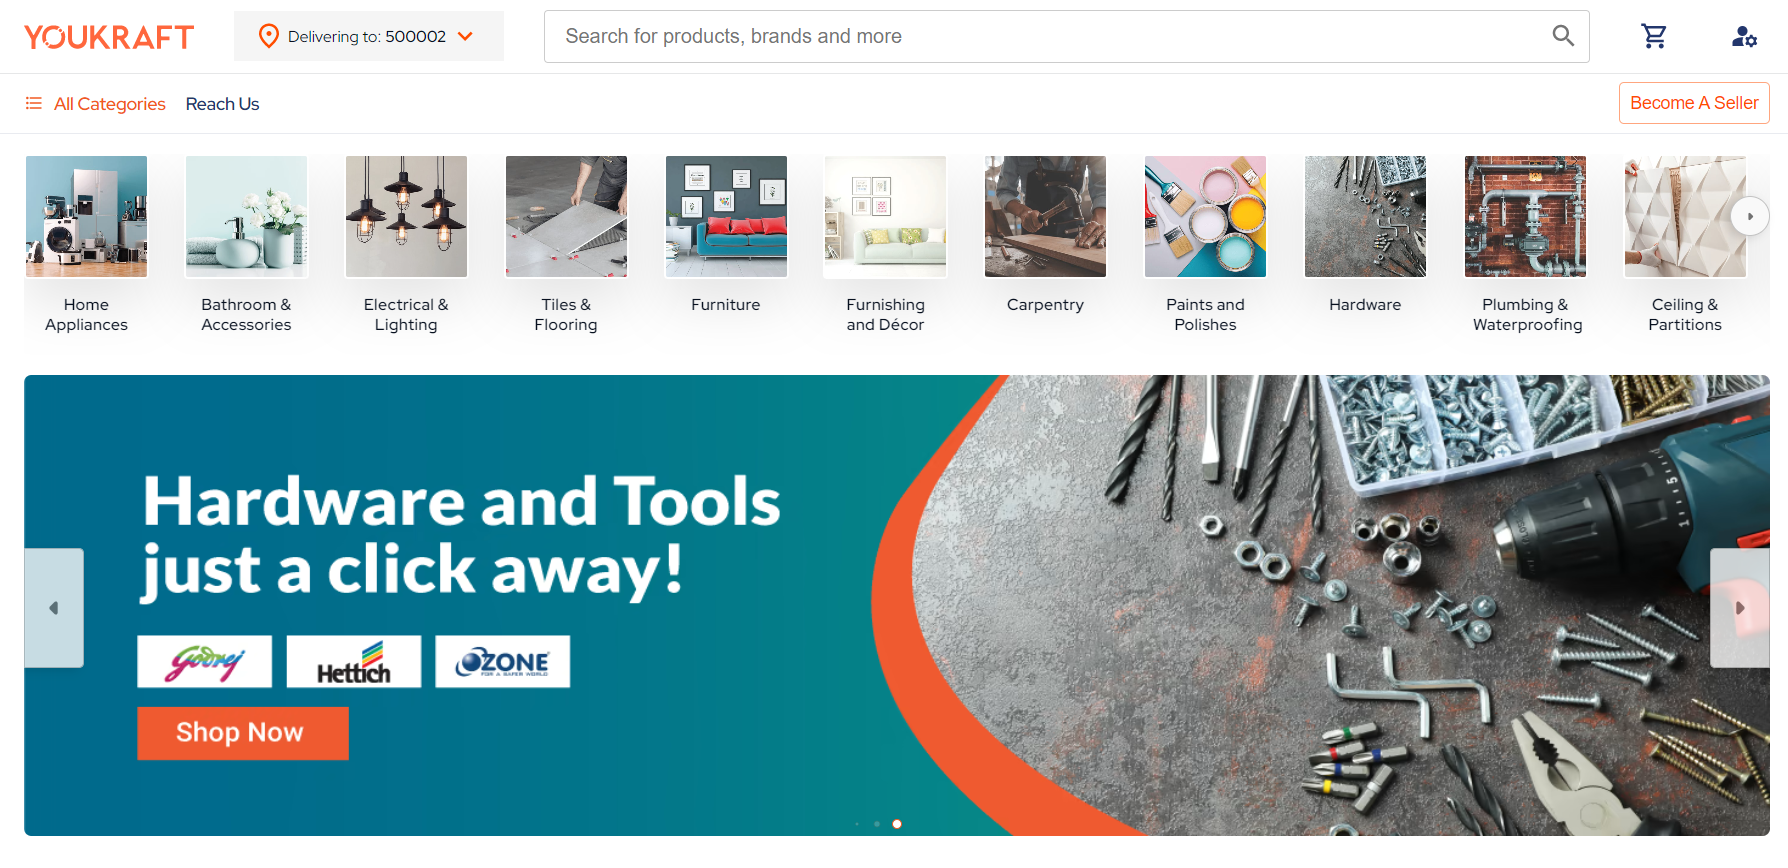 YOUKRAFT
Delivering to: 500002
Search for products, brands and more
All Categories
Reach Us
Become A Seller
Home
Appliances
Bathroom &
Accessories
Electrical &
Lighting
Tiles &
Flooring
Furniture
Furnishing
and Décor
Carpentry
Paints and
Polishes
Hardware
Plumbing &
Waterproofing
Ceiling &
Partitions
Hardware and Tools
just a click away!
Godrej
Hettich
OZONE
FOR A SAFER WORLD
Shop Now